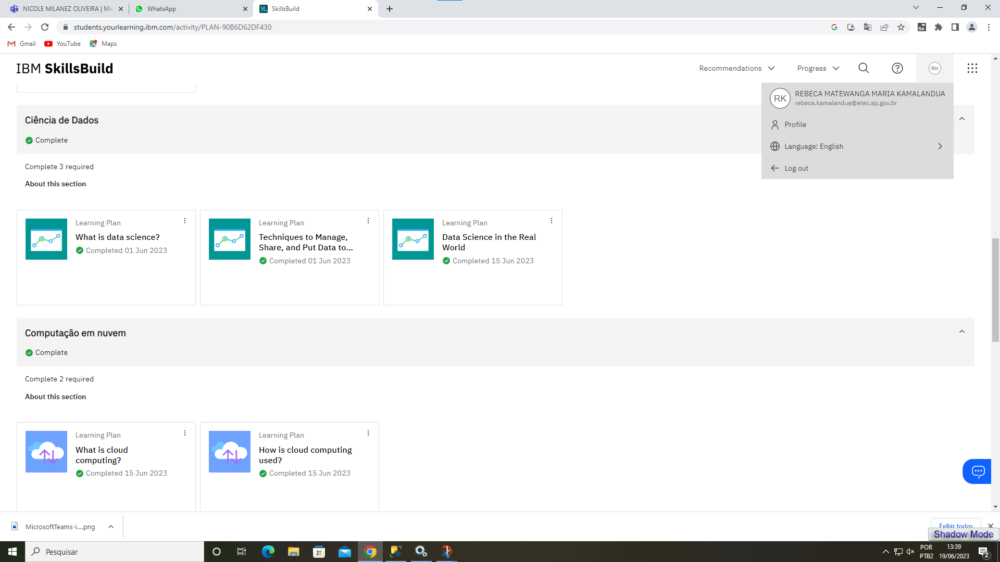 NICOLE MILANEZ OLIVEIRA | Mic
WhatsApp
SkillsBuild
students.yourlearning.ibm.com/activity/PLAN-90B6D62DF430
Gmail
YouTube
Maps
IBM SkillsBuild
Recommendations
Progress
RK
RK
REBECA MATEWANGA MARIA KAMALANDUA
rebeca.kamalandua@etec.sp.gov.br
Profile
Language: English
Log out
Ciência de Dados
Complete
Complete 3 required
About this section
Learning Plan
What is data science?
Completed 01 Jun 2023
Learning Plan
Techniques to Manage,
Share, and Put Data to...
Completed 01 Jun 2023
Learning Plan
Data Science in the Real
World
Completed 15 Jun 2023
Computação em nuvem
Complete
Complete 2 required
About this section
Learning Plan
What is cloud
computing?
Completed 15 Jun 2023
Learning Plan
How is cloud computing
used?
Completed 15 Jun 2023
MicrosoftTeams-i....png
Exibir todos
Shadow Mode
Pesquisar
POR
PTB2
13:39
19/06/2023
2